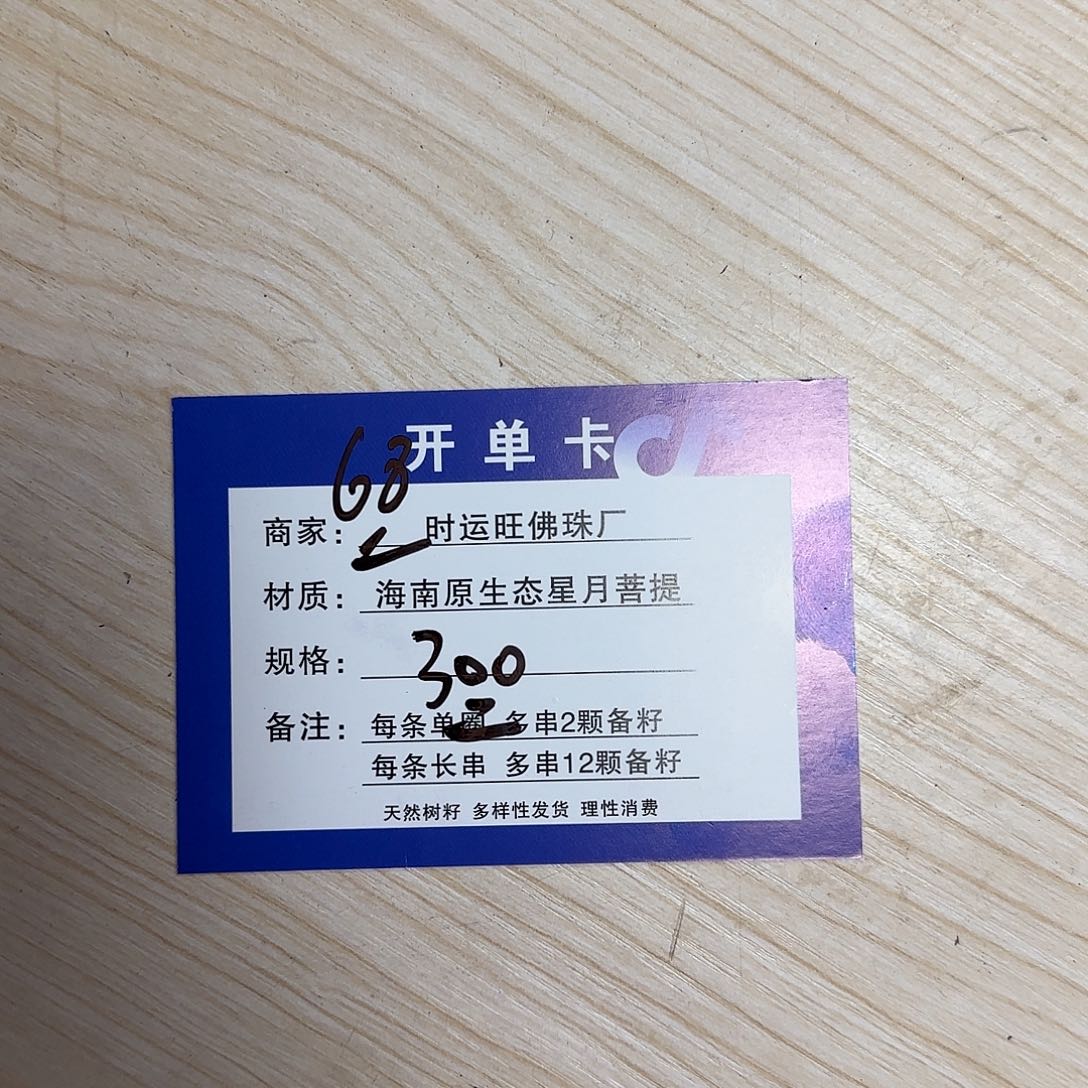 开单卡
68
商家: 时运旺佛珠厂
材质: 海南原生态星月菩提
规格: 300
备注: 每条单圈 多串2颗备籽
每条长串 多串12颗备籽
天然树籽 多样性发货 理性消费